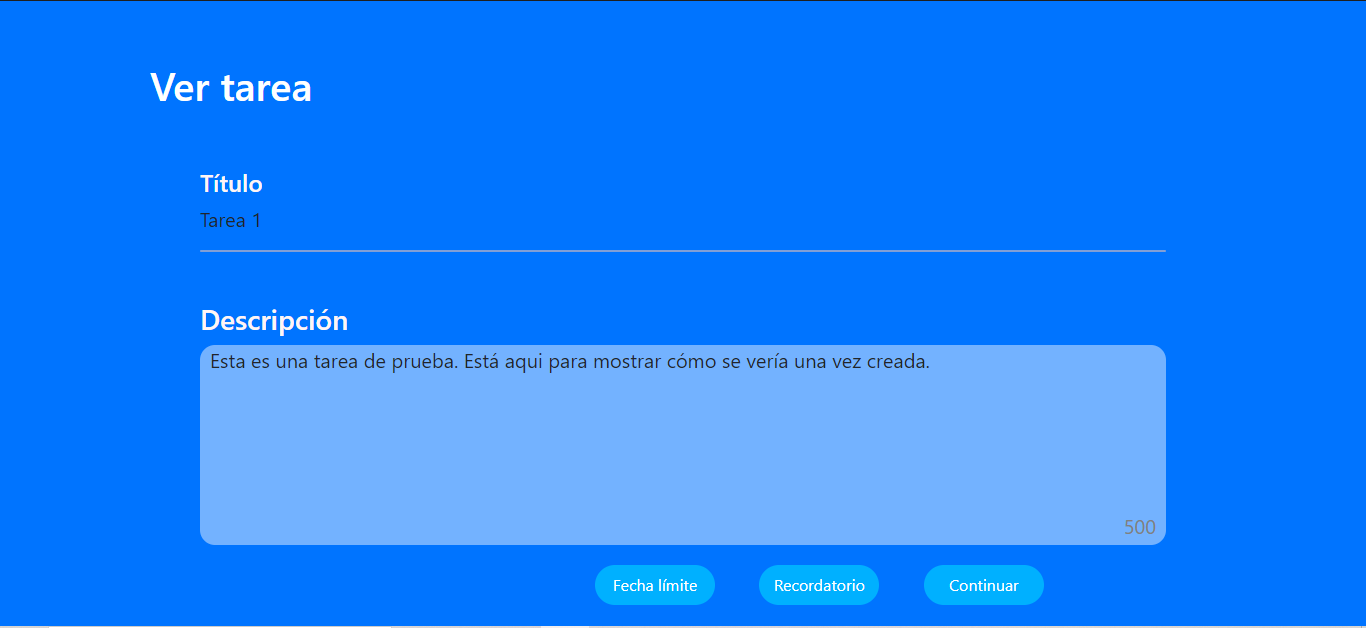 Ver tarea
Título
Tarea 1
Descripción
Esta es una tarea de prueba. Está aqui para mostrar cómo se vería una vez creada.
500
Fecha límite
Recordatorio
Continuar